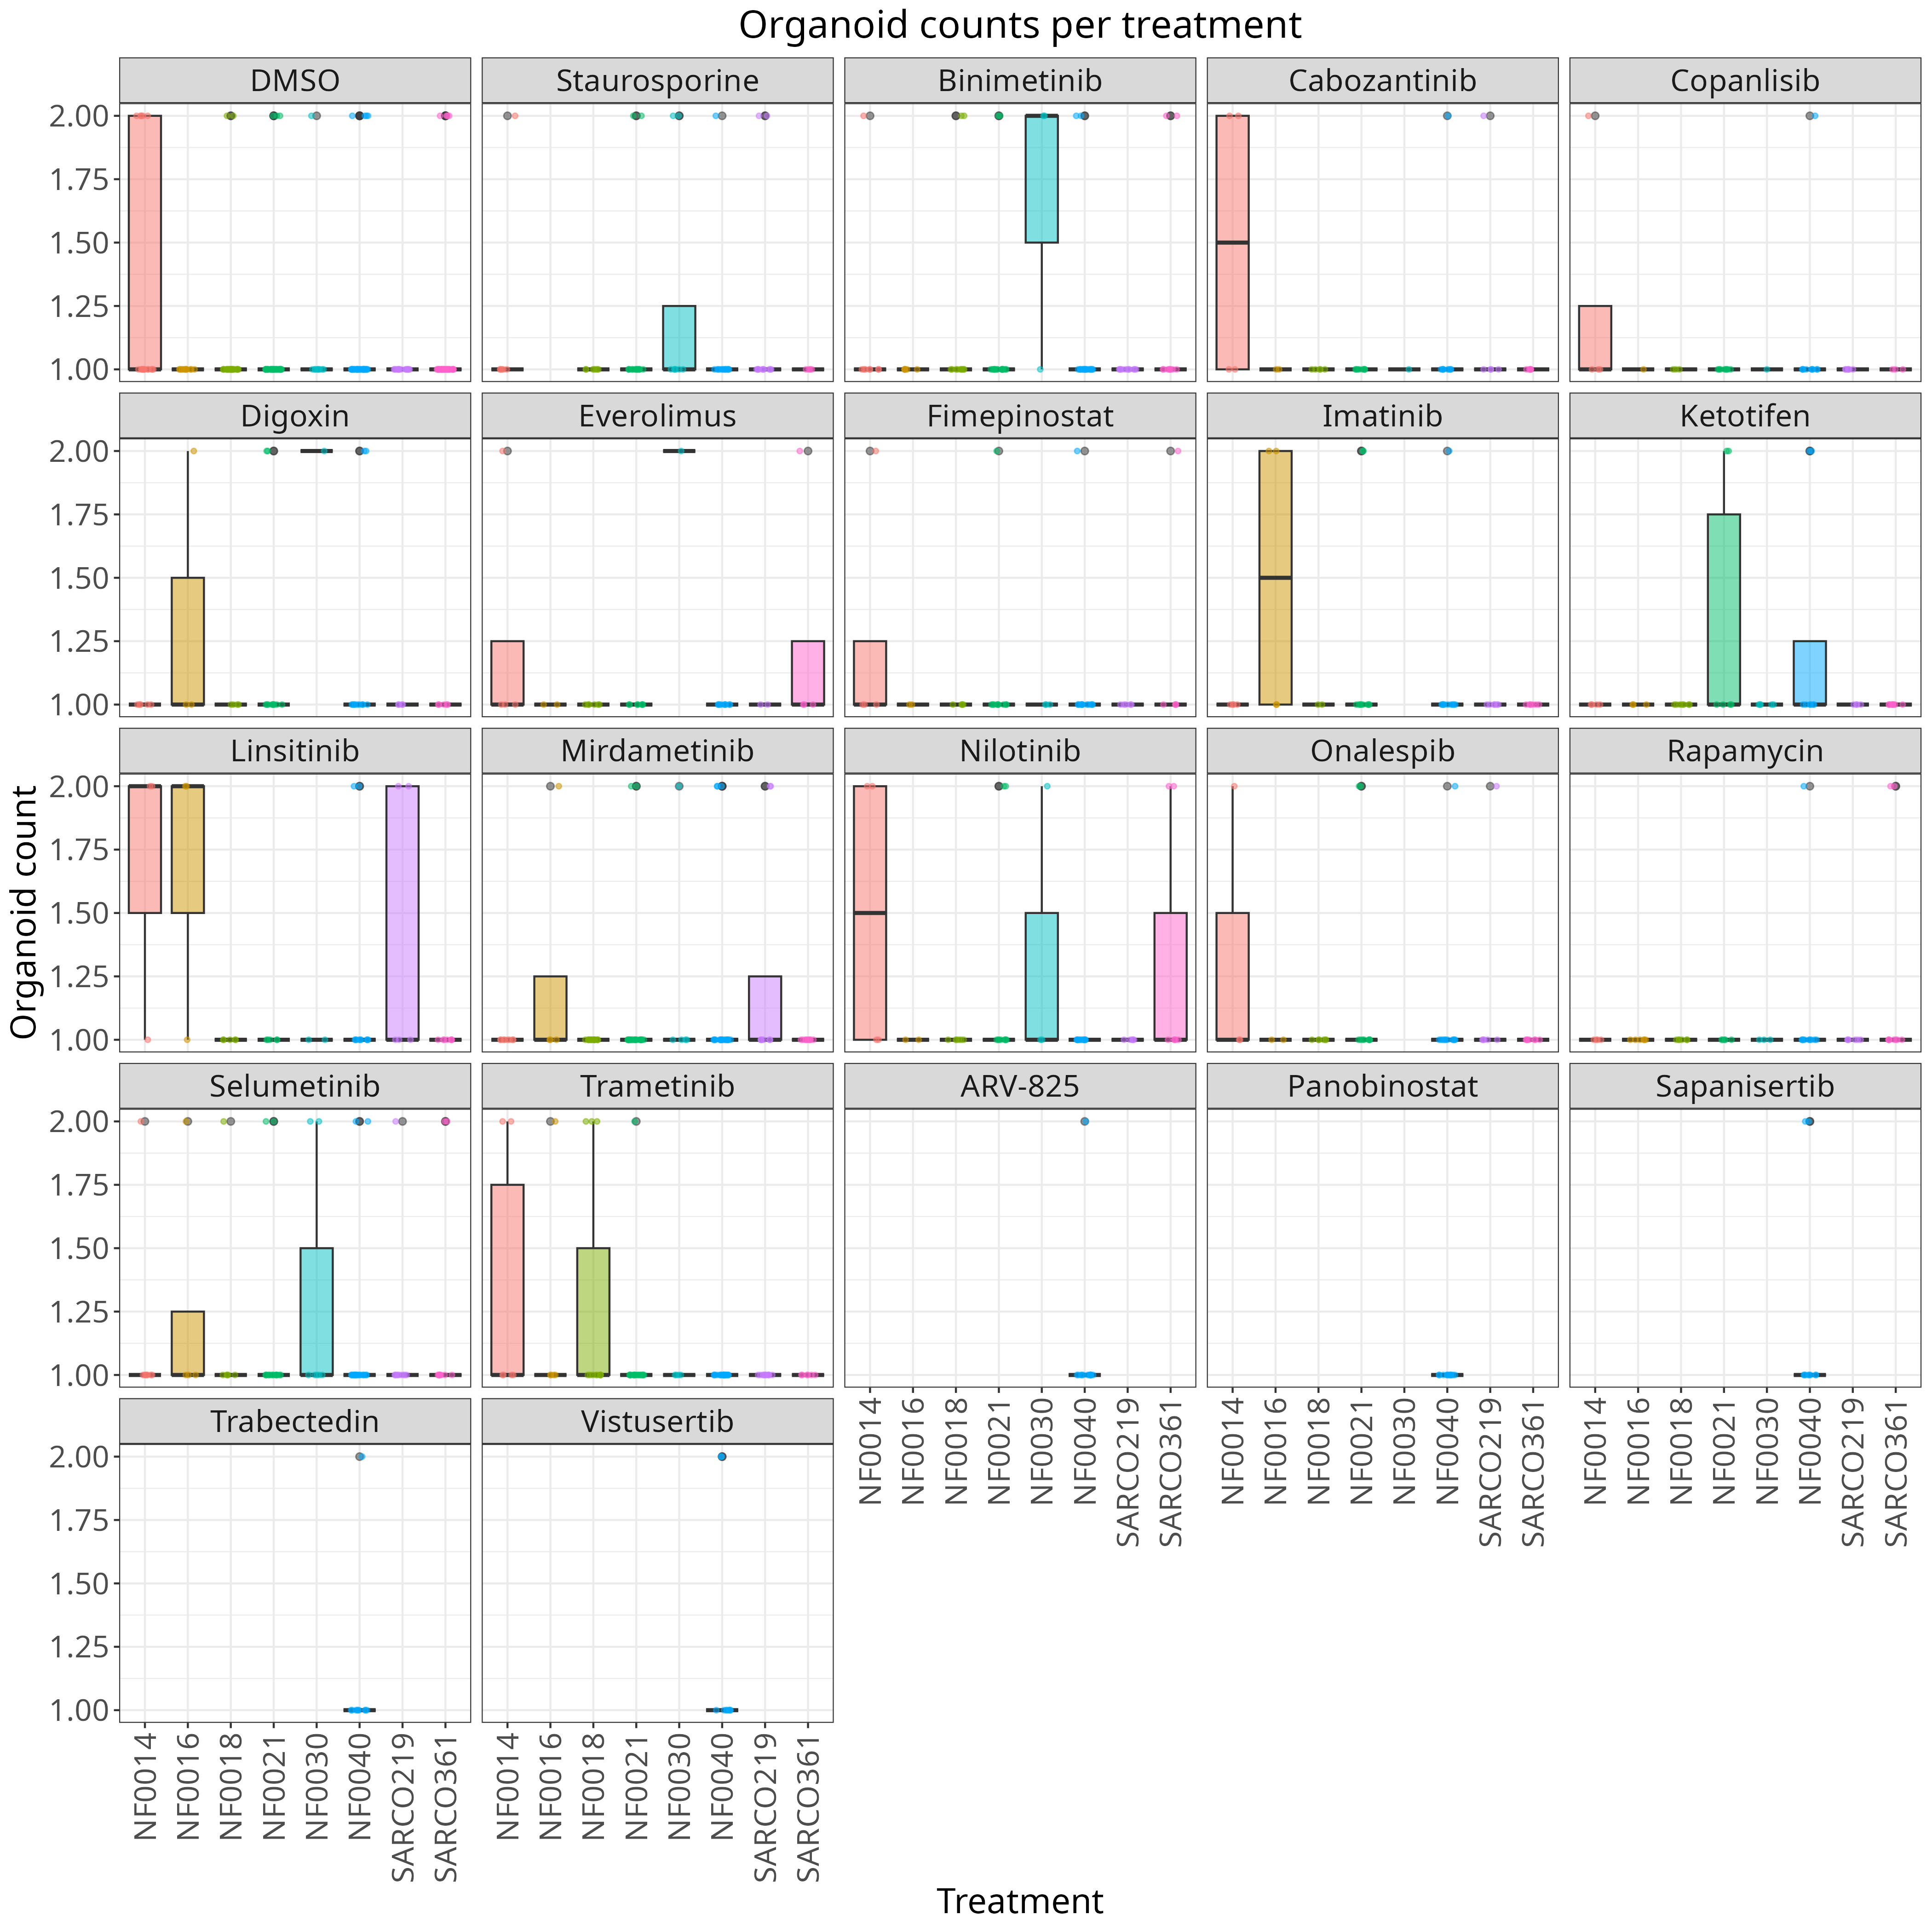 Organoid counts per treatment
DMSO Staurosporine Binimetinib Cabozantinib Copanlisib
2.00
1.75
1.50
1.25
1.00
Digoxin Everolimus Fimepinostat Imatinib Ketotifen
2.00
1.75
1.50
1.25
1.00
Linsitinib Mirdametinib Nilotinib Onalespib Rapamycin
2.00
1.75
1.50
1.25
1.00
Organoid count
Selumetinib Trametinib ARV-825 Panobinostat Sapanisertib
2.00
1.75
1.50
1.25
1.00
NF0014 NF0016 NF0018 NF0021 NF0030 NF0040 SARCO219 SARCO361
NF0014 NF0016 NF0018 NF0021 NF0030 NF0040 SARCO219 SARCO361
NF0014 NF0016 NF0018 NF0021 NF0030 NF0040 SARCO219 SARCO361
Trabectedin Vistusertib
2.00
1.75
1.50
1.25
1.00
NF0014 NF0016 NF0018 NF0021 NF0030 NF0040 SARCO219 SARCO361
NF0014 NF0016 NF0018 NF0021 NF0030 NF0040 SARCO219 SARCO361
Treatment